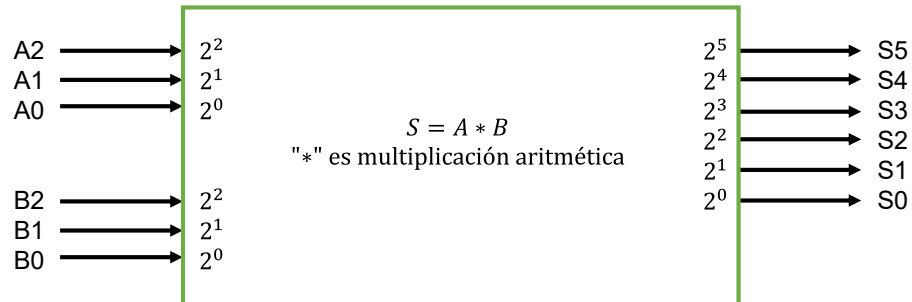 A2 2² 2⁵ S5
A1 2¹ 2⁴ S4
A0 2⁰ 2³ S3
S = A ∗ B
2² S2
"∗" es multiplicación aritmética
2¹ S1
B2 2² 2⁰ S0
B1 2¹
B0 2⁰